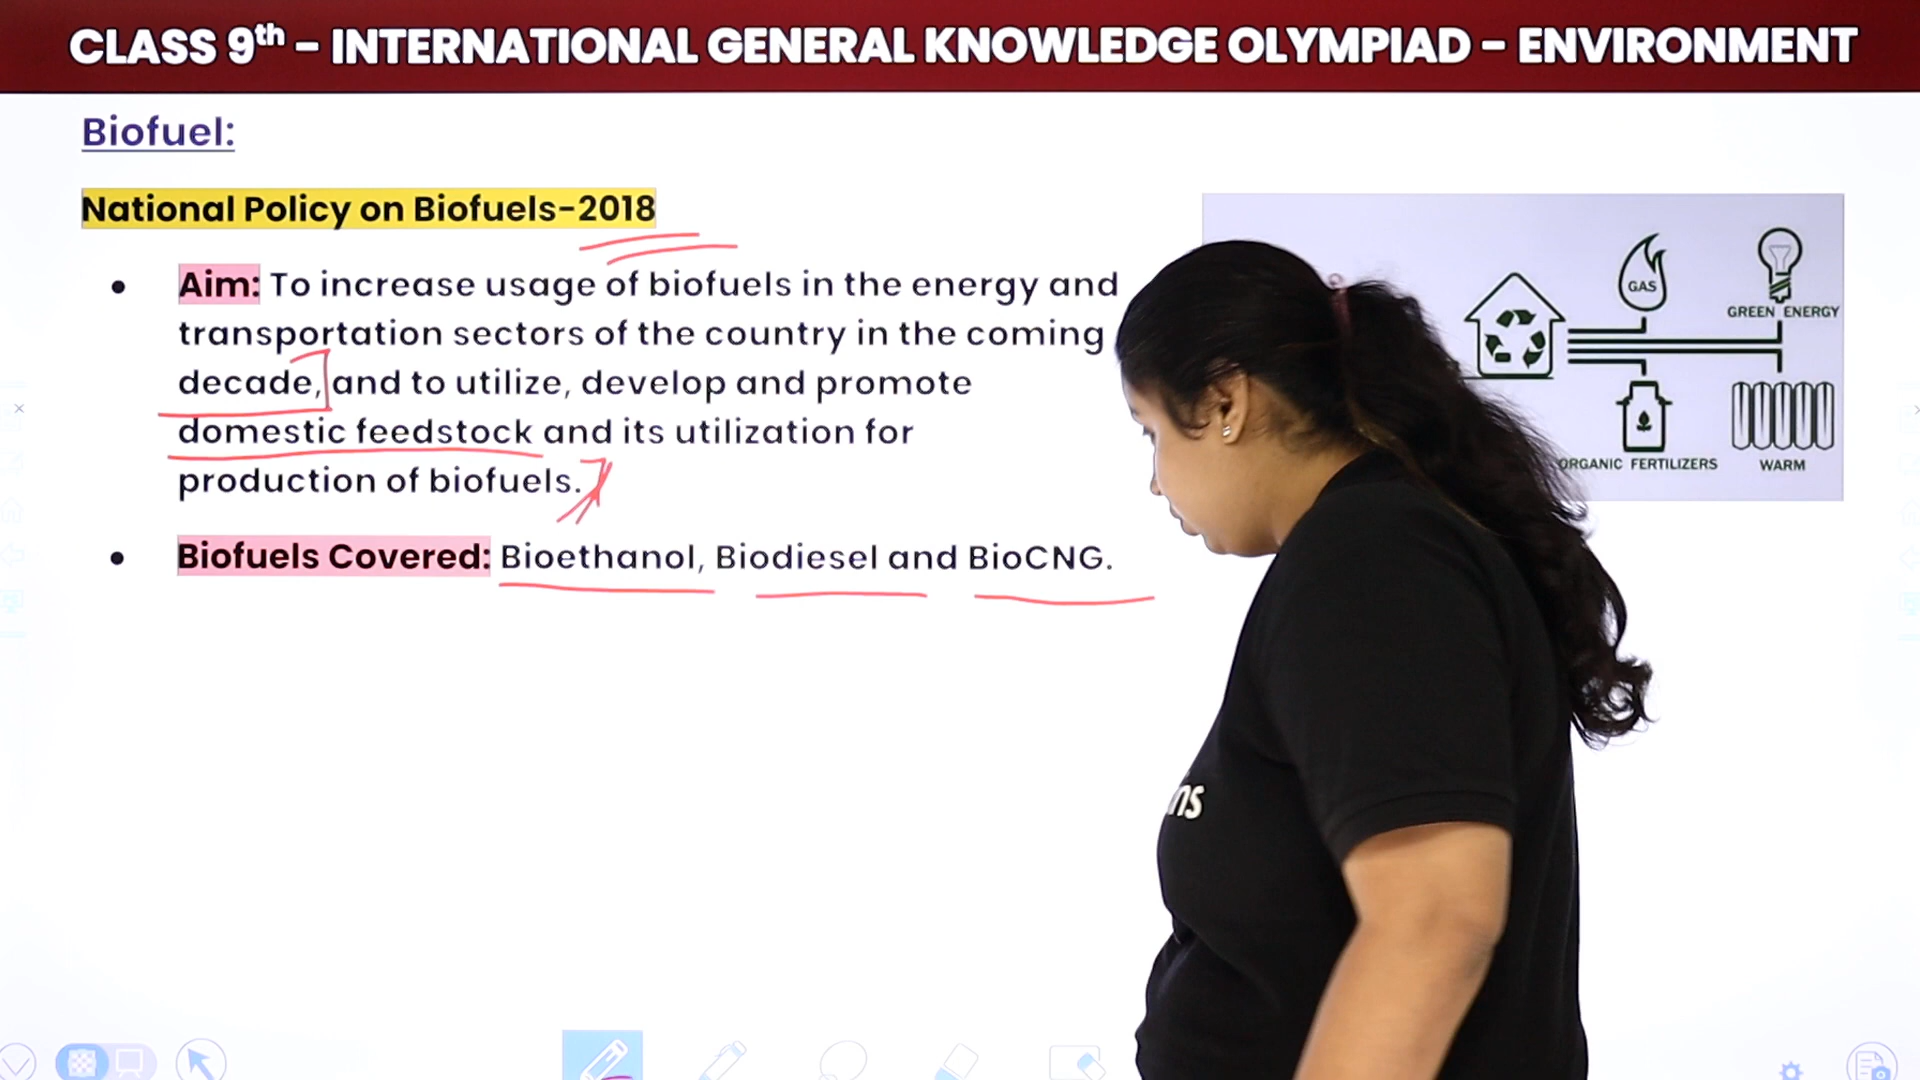 CLASS 9th - INTERNATIONAL GENERAL KNOWLEDGE OLYMPIAD - ENVIRONMENT
Biofuel:
National Policy on Biofuels-2018
• Aim: To increase usage of biofuels in the energy and
transportation sectors of the country in the coming
decade, and to utilize, develop and promote
domestic feedstock and its utilization for
production of biofuels.
• Biofuels Covered: Bioethanol, Biodiesel and BioCNG.
GAS
GREEN ENERGY
ORGANIC FERTILIZERS
WARM